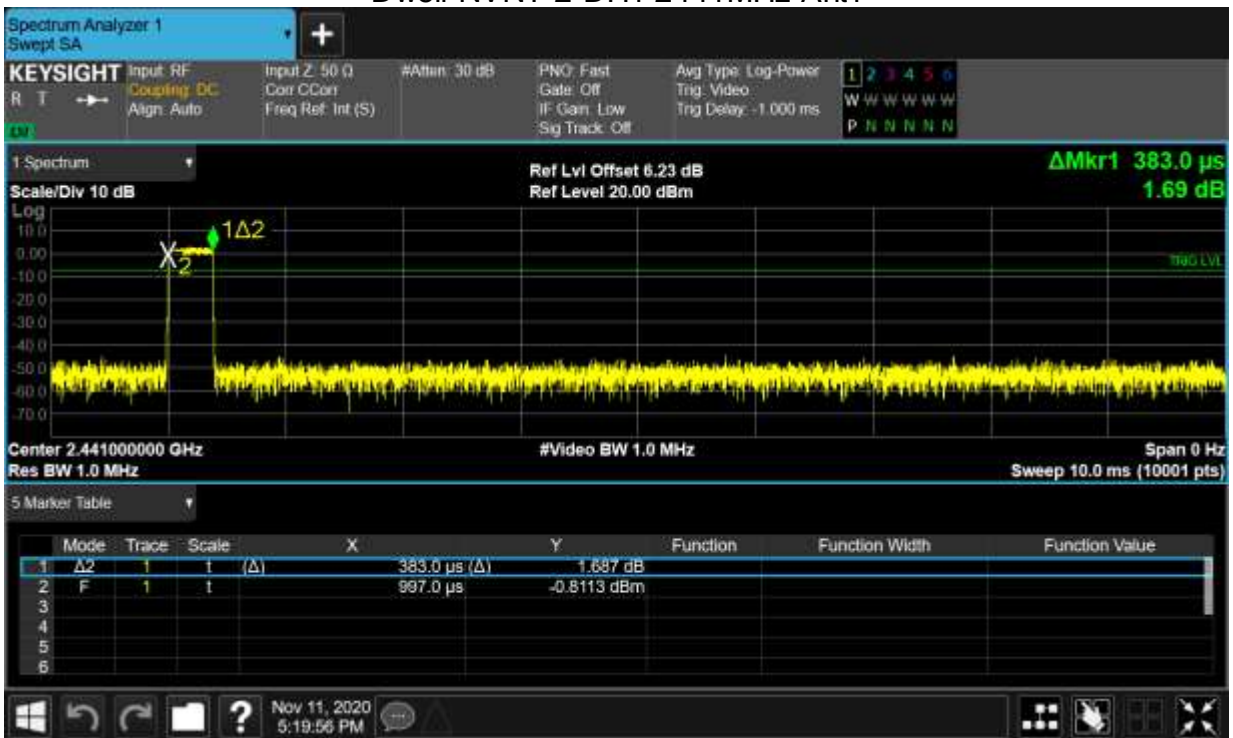 Spectrum Analyzer 1
Swept SA
+
KEYSIGHT Input: RF Input Z: 50 Ω #Atten: 30 dB PNO: Fast Avg Type: Log-Power 1 2 3 4 5 6
R T Coupling: DC Corr CCorr Gate: Off Trig: Video W W W W W W
Align: Auto Freq Ref: Int (S) IF Gain: Low Trig Delay: -1.000 ms
Sig Track: Off P N N N N N
1 Spectrum Ref Lvl Offset 6.23 dB ΔMkr1 383.0 µs
Scale/Div 10 dB Ref Level 20.00 dBm 1.69 dB
Log
10.0
0.00
-10.0
-20.0
-30.0
-40.0
-50.0
-60.0
-70.0
1Δ2
2
TRIG LVL
Center 2.441000000 GHz #Video BW 1.0 MHz Span 0 Hz
Res BW 1.0 MHz Sweep 10.0 ms (10001 pts)
5 Marker Table
Mode Trace Scale X Y Function Function Width Function Value
1 Δ2 1 t (Δ) 383.0 µs (Δ) 1.687 dB
2 F 1 t 997.0 µs -0.8113 dBm
3
4
5
6
? Nov 11, 2020
5:19:56 PM